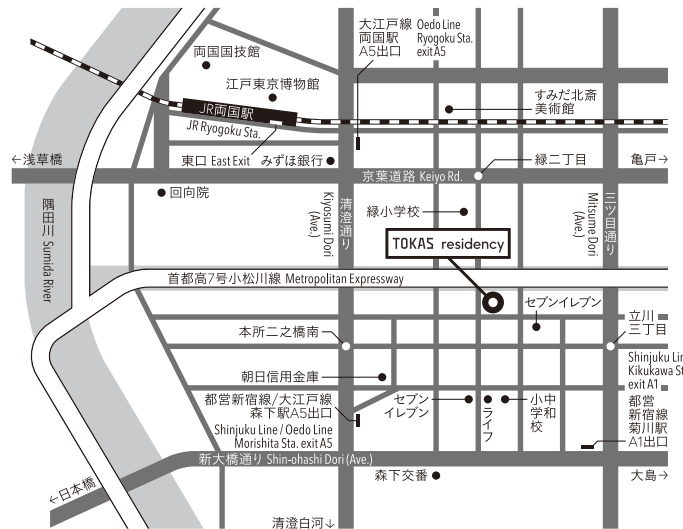 大江戸線
両国駅
A5出口
Oedo Line
Ryogoku Sta.
exit A5
両国国技館
江戸東京博物館
すみだ北斎
美術館
JR両国駅
JR Ryogoku Sta.
東口 East Exit
みずほ銀行
←浅草橋
緑二丁目
亀戸→
京葉道路 Keiyo Rd.
回向院
隅田川 Sumida River
清澄通り
Kiyosumi Dori
(Ave.)
緑小学校
三ツ目通り
Mitsume Dori
(Ave.)
TOKAS residency
首都高7号小松川線 Metropolitan Expressway
セブンイレブン
立川
三丁目
本所二之橋南
Shinjuku Li
Kikukawa St
exit A1
朝日信用金庫
都営新宿線/大江戸線
森下駅A5出口
Shinjuku Line / Oedo Line
Morishita Sta. exit A5
セブン
イレブン
ライフ
中和
小学校
都営
新宿線
菊川駅
A1出口
新大橋通り Shin-ohashi Dori (Ave.)
←日本橋
森下交番
大島→
清澄白河↓